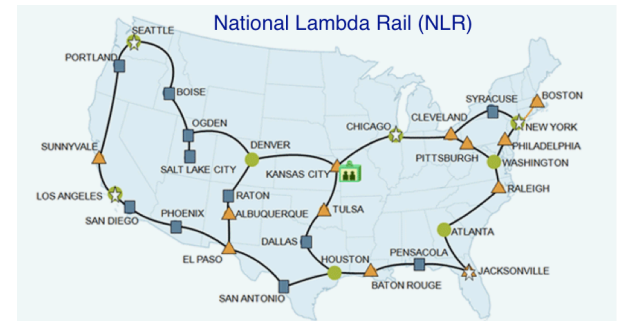 National Lambda Rail (NLR)
SEATTLE
PORTLAND
BOISE
SYRACUSE
BOSTON
CLEVELAND
OGDEN
CHICAGO
NEW YORK
SUNNYVALE
DENVER
PHILADELPHIA
PITTSBURGH
WASHINGTON
SALT LAKE CITY
KANSAS CITY
RALEIGH
LOS ANGELES
RATON
TULSA
SAN DIEGO
PHOENIX
ALBUQUERQUE
ATLANTA
DALLAS
EL PASO
HOUSTON
PENSACOLA
JACKSONVILLE
BATON ROUGE
SAN ANTONIO